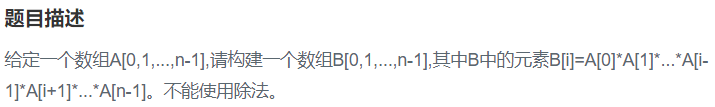 题目描述
给定一个数组A[0,1,...,n-1],请构建一个数组B[0,1,...,n-1],其中B中的元素B[i]=A[0]*A[1]*...*A[i-
1]*A[i+1]*...*A[n-1]。不能使用除法。